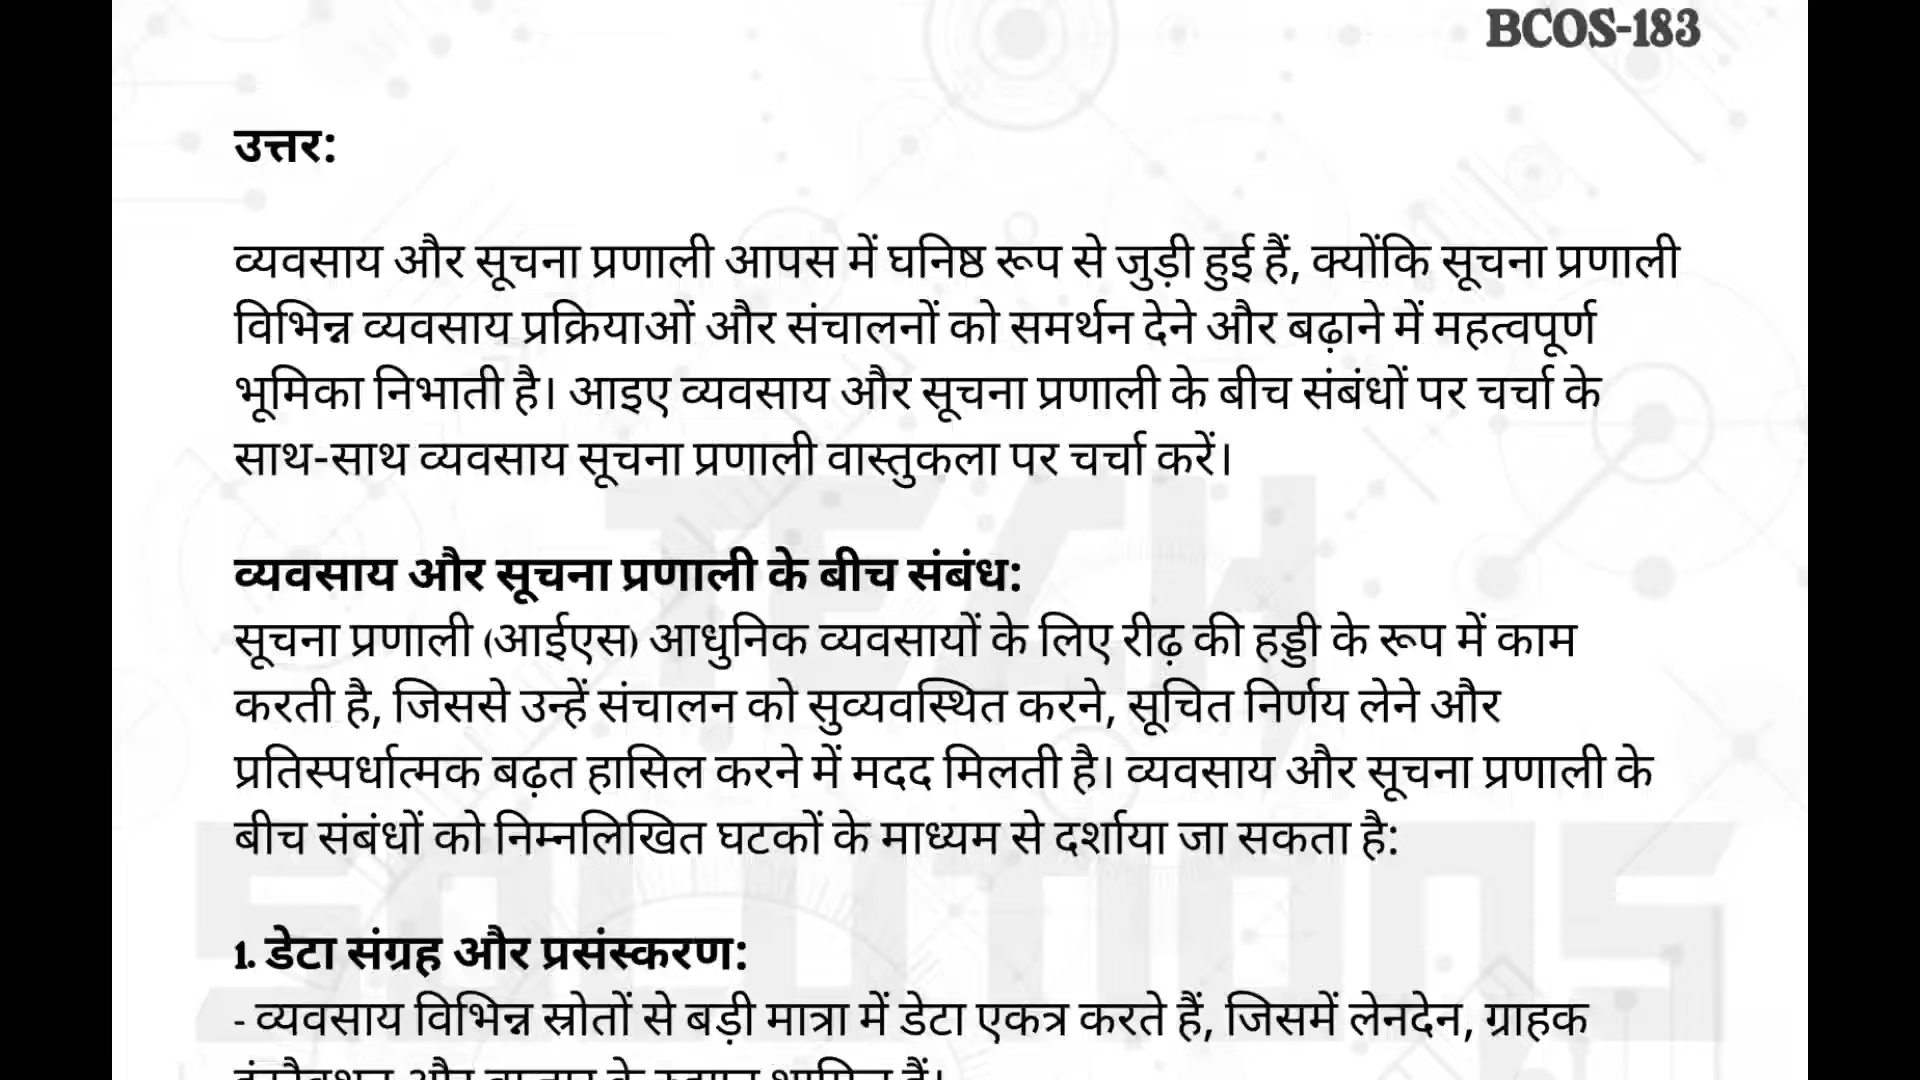 BCOS-183
उत्तर:
व्यवसाय और सूचना प्रणाली आपस में घनिष्ठ रूप से जुड़ी हुई हैं, क्योंकि सूचना प्रणाली
विभिन्न व्यवसाय प्रक्रियाओं और संचालनों को समर्थन देने और बढ़ाने में महत्वपूर्ण
भूमिका निभाती है। आइए व्यवसाय और सूचना प्रणाली के बीच संबंधों पर चर्चा के
साथ-साथ व्यवसाय सूचना प्रणाली वास्तुकला पर चर्चा करें।
व्यवसाय और सूचना प्रणाली के बीच संबंध:
सूचना प्रणाली (आईएस) आधुनिक व्यवसायों के लिए रीढ़ की हड्डी के रूप में काम
करती है, जिससे उन्हें संचालन को सुव्यवस्थित करने, सूचित निर्णय लेने और
प्रतिस्पर्धात्मक बढ़त हासिल करने में मदद मिलती है। व्यवसाय और सूचना प्रणाली के
बीच संबंधों को निम्नलिखित घटकों के माध्यम से दर्शाया जा सकता है:
1. डेटा संग्रह और प्रसंस्करण:
- व्यवसाय विभिन्न स्रोतों से बड़ी मात्रा में डेटा एकत्र करते हैं, जिसमें लेनदेन, ग्राहक
TECH
SOLUTIONS